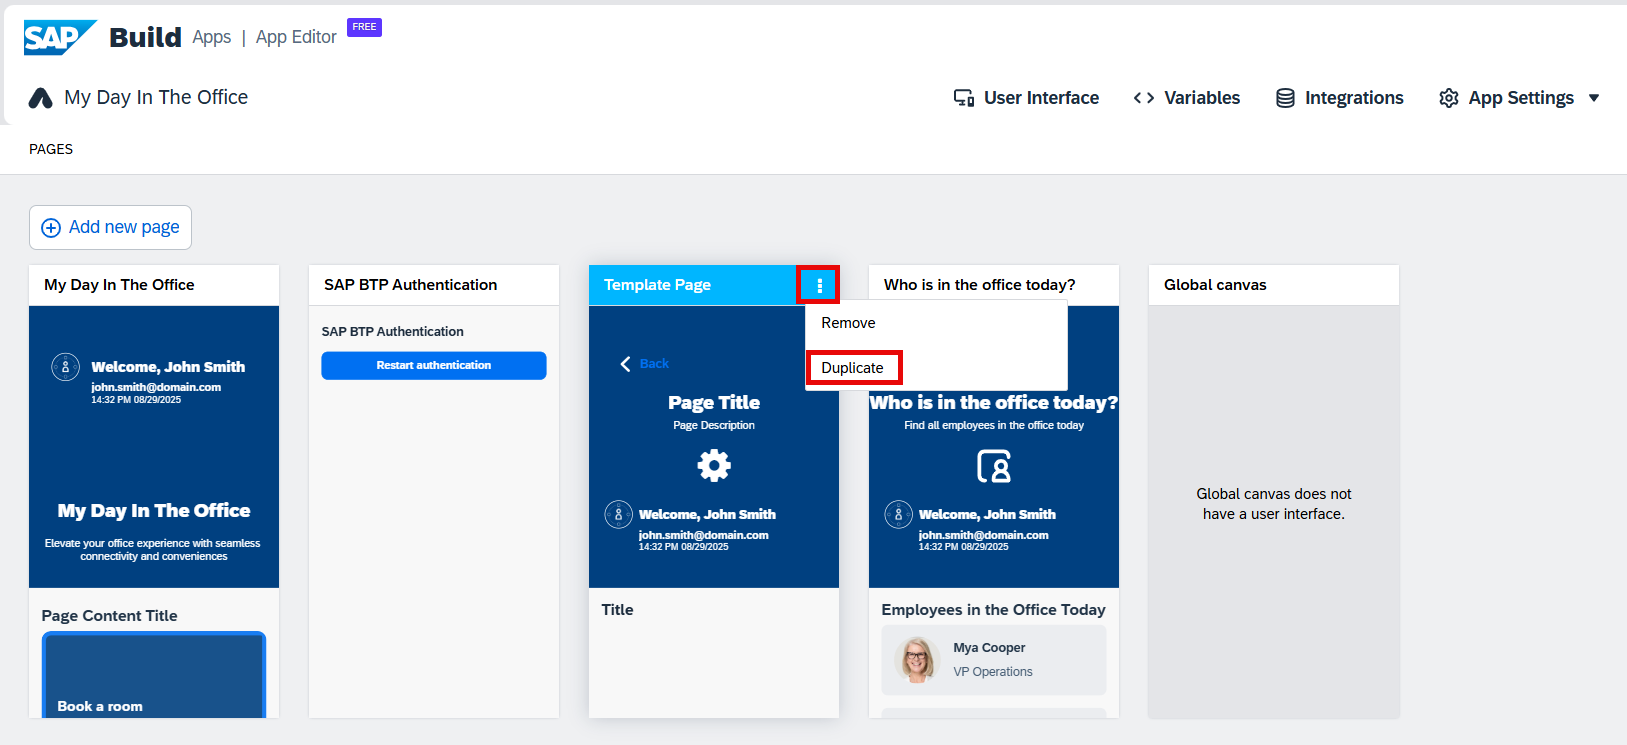 SAP Build Apps | App Editor FREE
My Day In The Office
User Interface
Variables
Integrations
App Settings
PAGES
Add new page
My Day In The Office
Welcome, John Smith
john.smith@domain.com
14:32 PM 08/29/2025
My Day In The Office
Elevate your office experience with seamless
connectivity and conveniences
Page Content Title
Book a room
SAP BTP Authentication
SAP BTP Authentication
Restart authentication
Template Page
Remove
Duplicate
Back
Page Title
Page Description
Welcome, John Smith
john.smith@domain.com
14:32 PM 08/29/2025
Title
Who is in the office today?
Who is in the office today?
Find all employees in the office today
Welcome, John Smith
john.smith@domain.com
14:32 PM 08/29/2025
Employees in the Office Today
Mya Cooper
VP Operations
Global canvas
Global canvas does not
have a user interface.